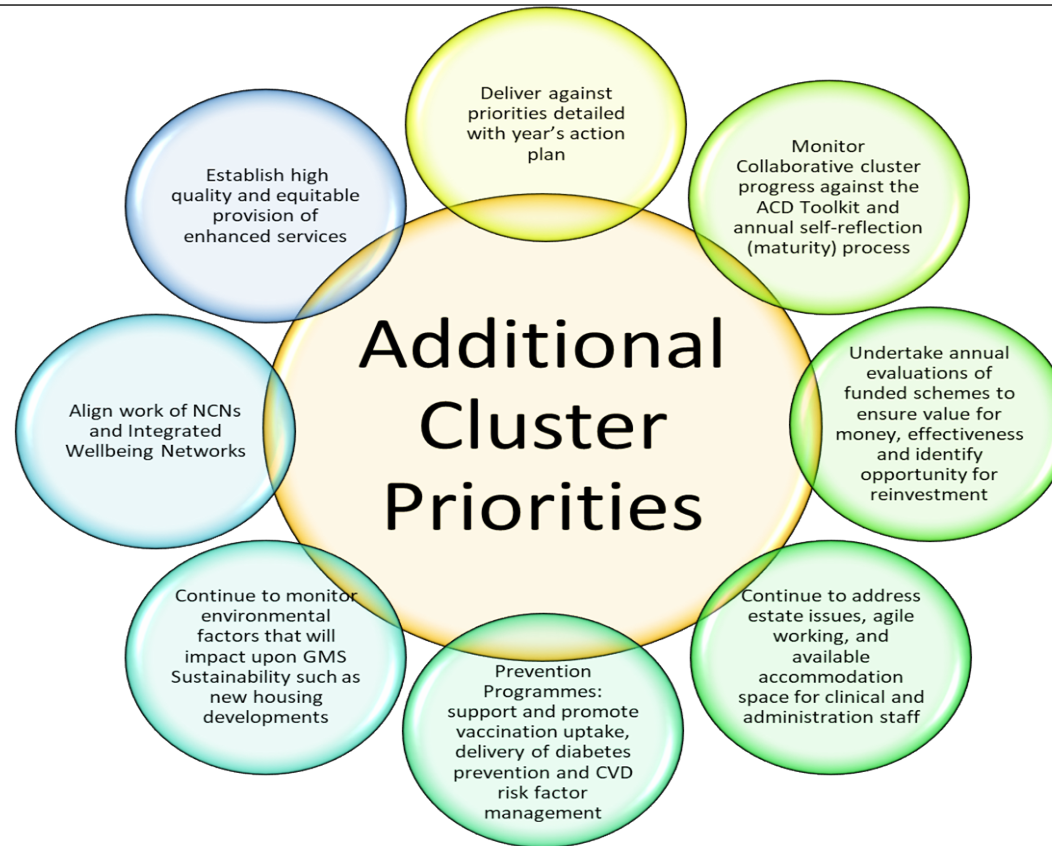 Additional
Cluster
Priorities
Deliver against
priorities detailed
with year's action
plan
Monitor
Collaborative cluster
progress against the
ACD Toolkit and
annual self-reflection
(maturity) process
Undertake annual
evaluations of
funded schemes to
ensure value for
money, effectiveness
and identify
opportunity for
reinvestment
Continue to address
estate issues, agile
working, and
available
accommodation
space for clinical and
administration staff
Prevention
Programmes:
support and promote
vaccination uptake,
delivery of diabetes
prevention and CVD
risk factor
management
Continue to monitor
environmental
factors that will
impact upon GMS
Sustainability such as
new housing
developments
Align work of NCNs
and Integrated
Wellbeing Networks
Establish high
quality and equitable
provision of
enhanced services